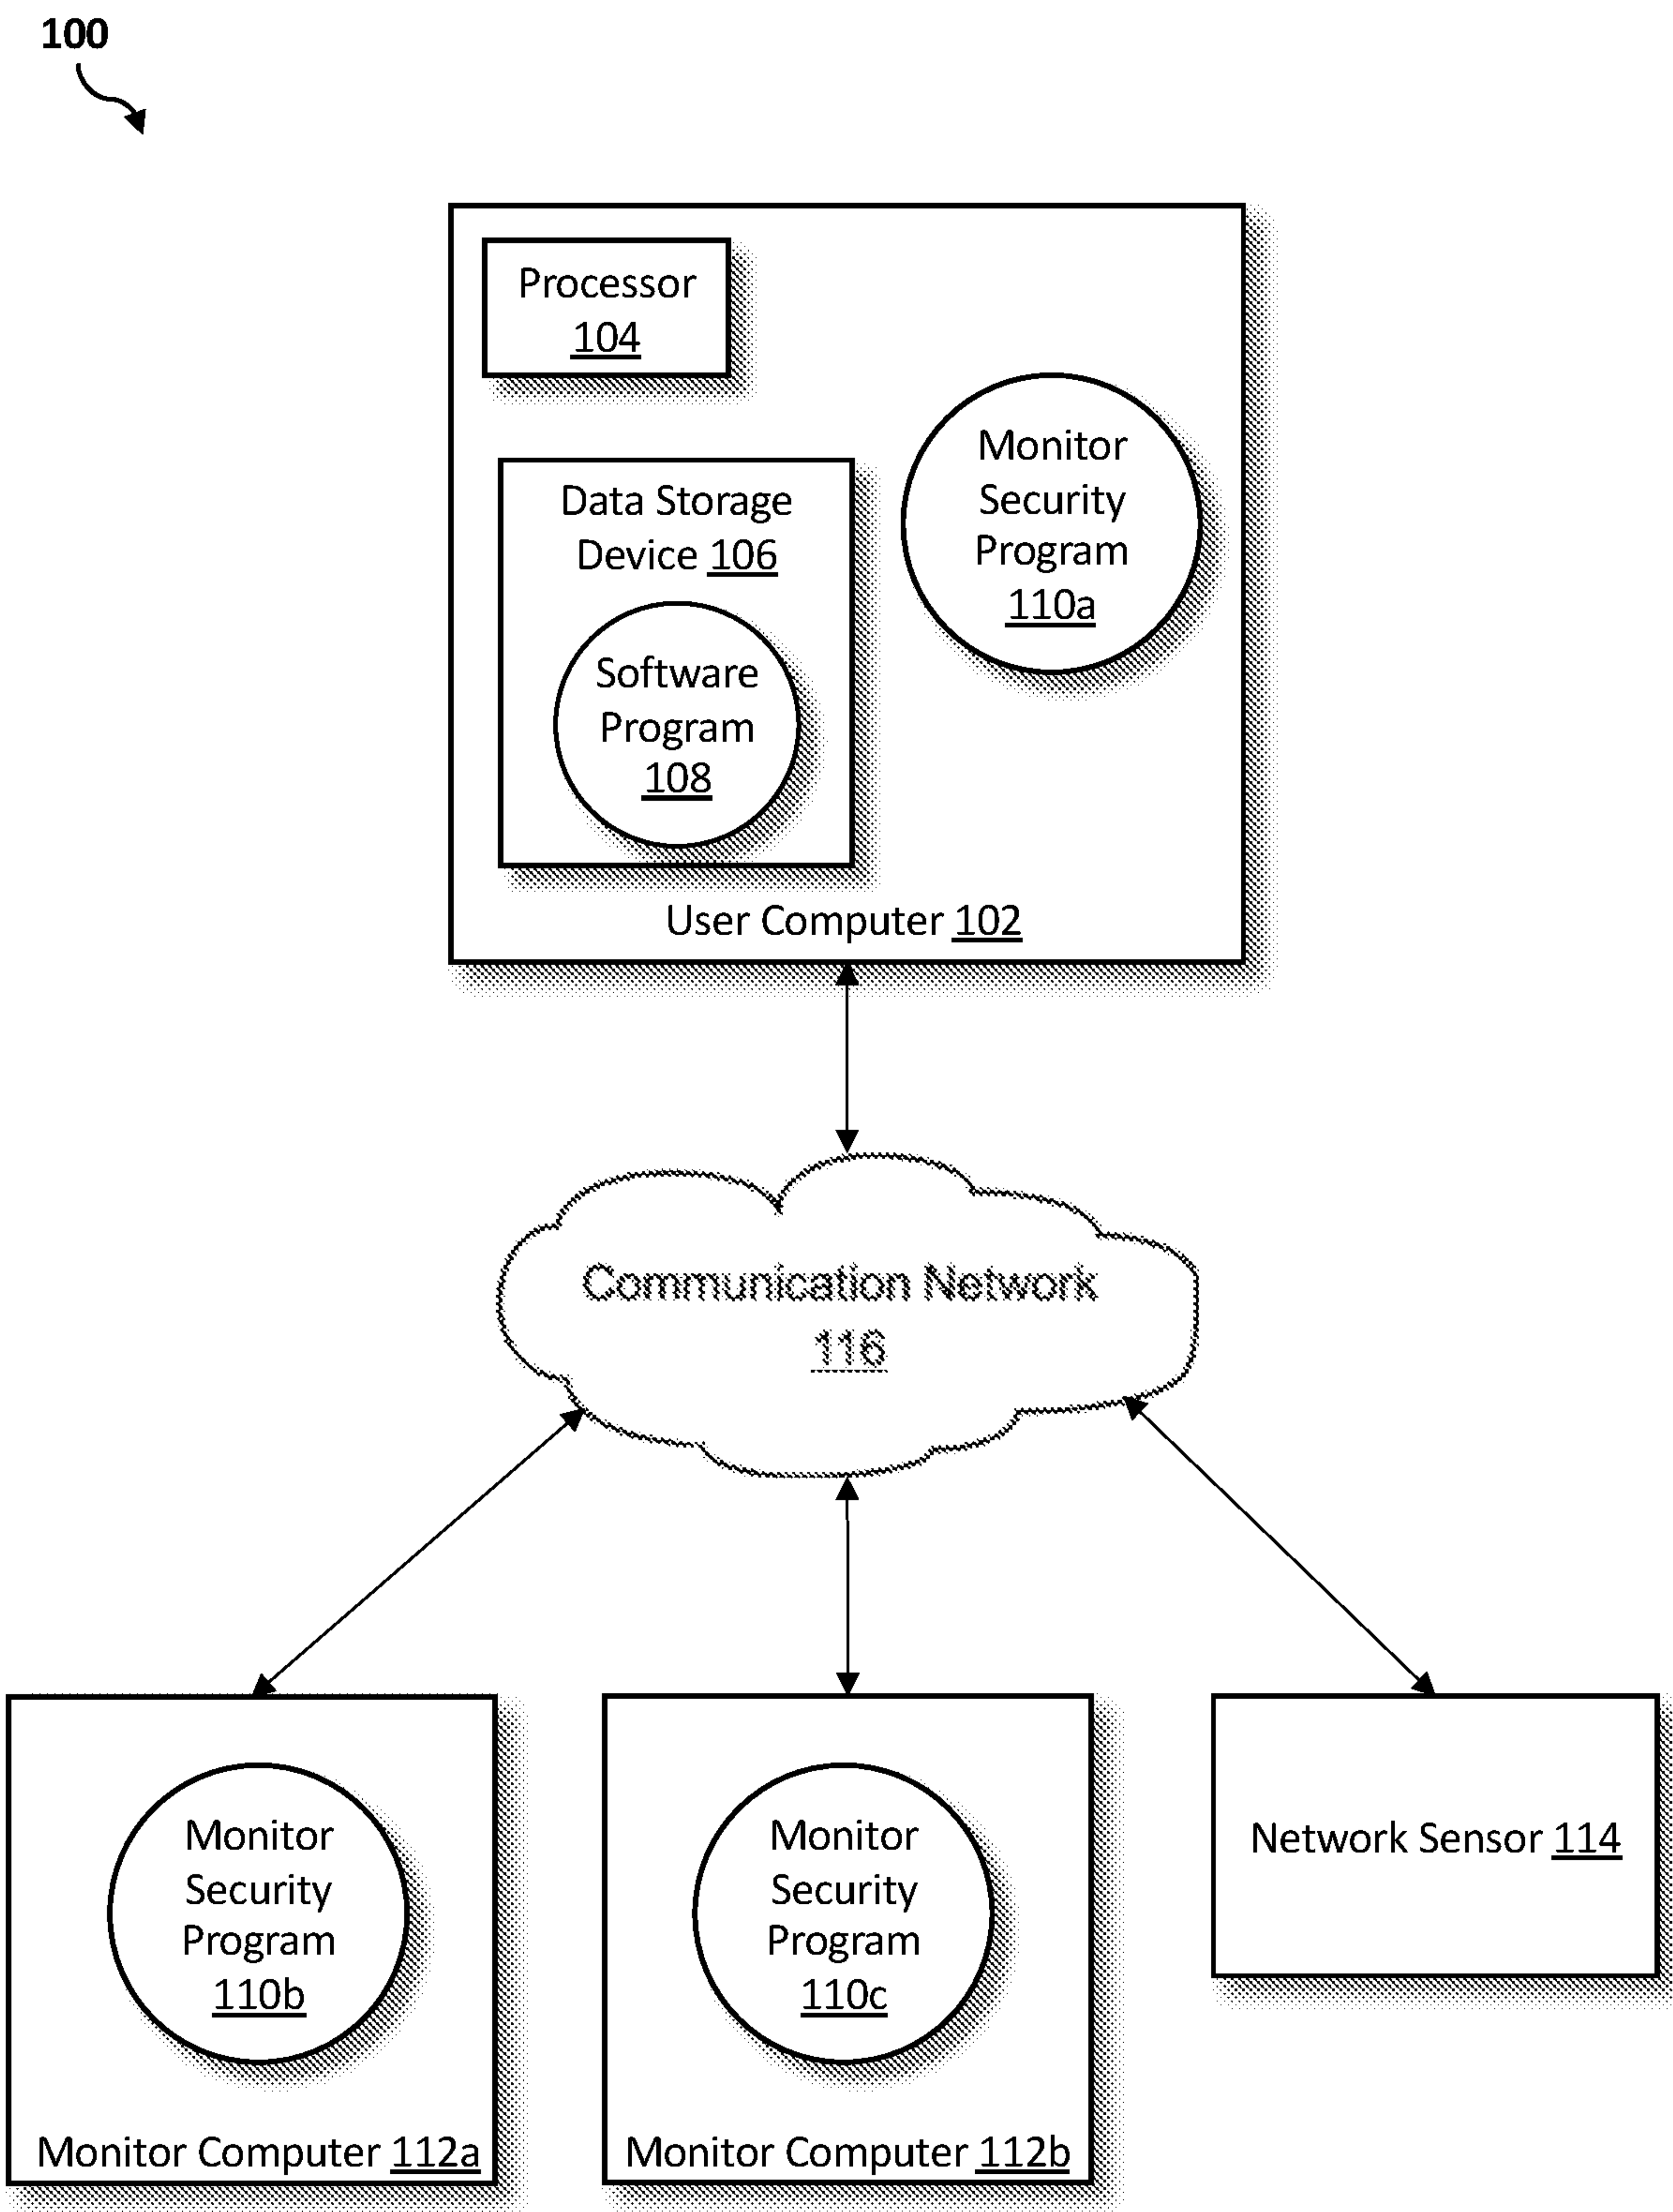 100
Processor
104
Data Storage
Device 106
Software
Program
108
Monitor
Security
Program
110a
User Computer 102
Communication Network
116
Monitor
Security
Program
110b
Monitor Computer 112a
Monitor
Security
Program
110c
Monitor Computer 112b
Network Sensor 114